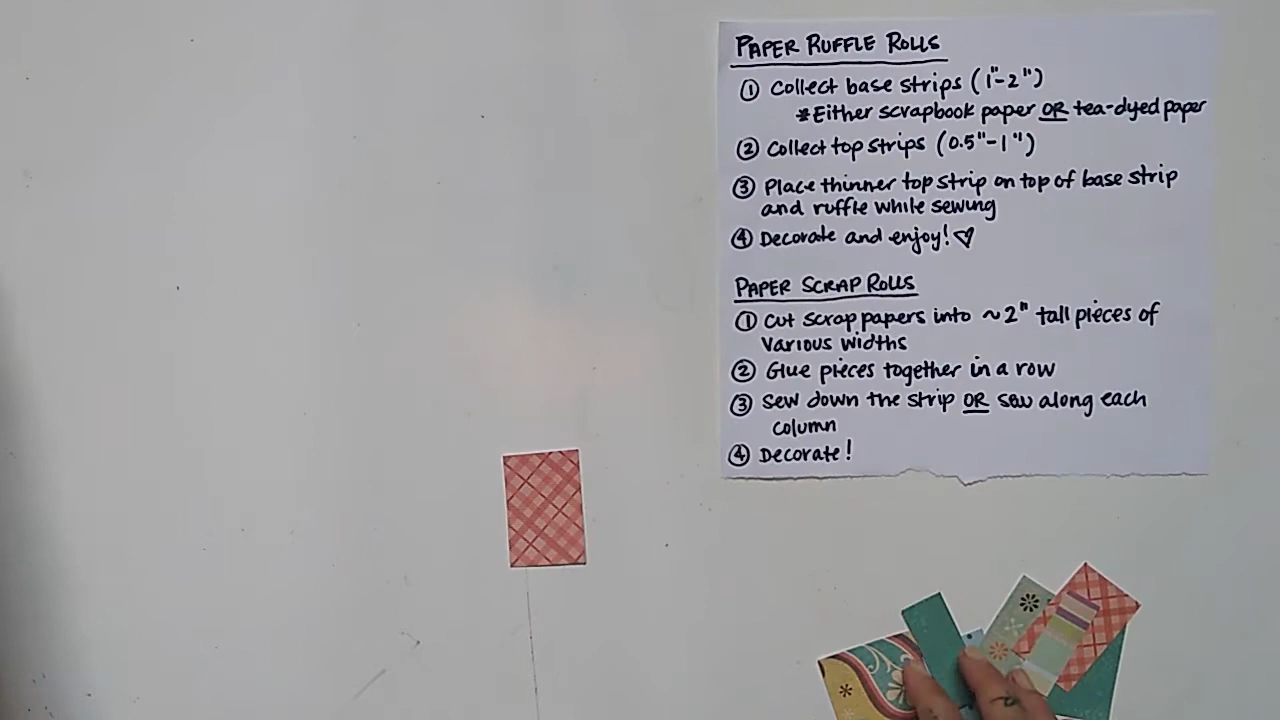 PAPER RUFFLE ROLLS
① Collect base strips (1"-2")
*Either scrapbook paper OR tea-dyed paper
② Collect top strips (0.5"-1")
③ Place thinner top strip on top of base strip
and ruffle while sewing
④ Decorate and enjoy! ♡
PAPER SCRAP ROLLS
① Cut scrap papers into ~2" tall pieces of
various widths
② Glue pieces together in a row
③ Sew down the strip OR sew along each
column
④ Decorate!